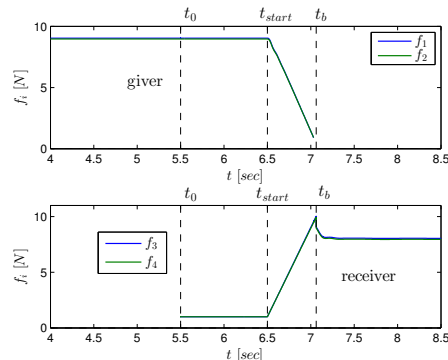 t0 tstart tb
10
5
0
fi [N]
giver
f1
f2
4 4.5 5 5.5 6 6.5 7 7.5 8 8.5
t [sec]
t0 tstart tb
10
5
0
fi [N]
f3
f4
receiver
4 4.5 5 5.5 6 6.5 7 7.5 8 8.5
t [sec]